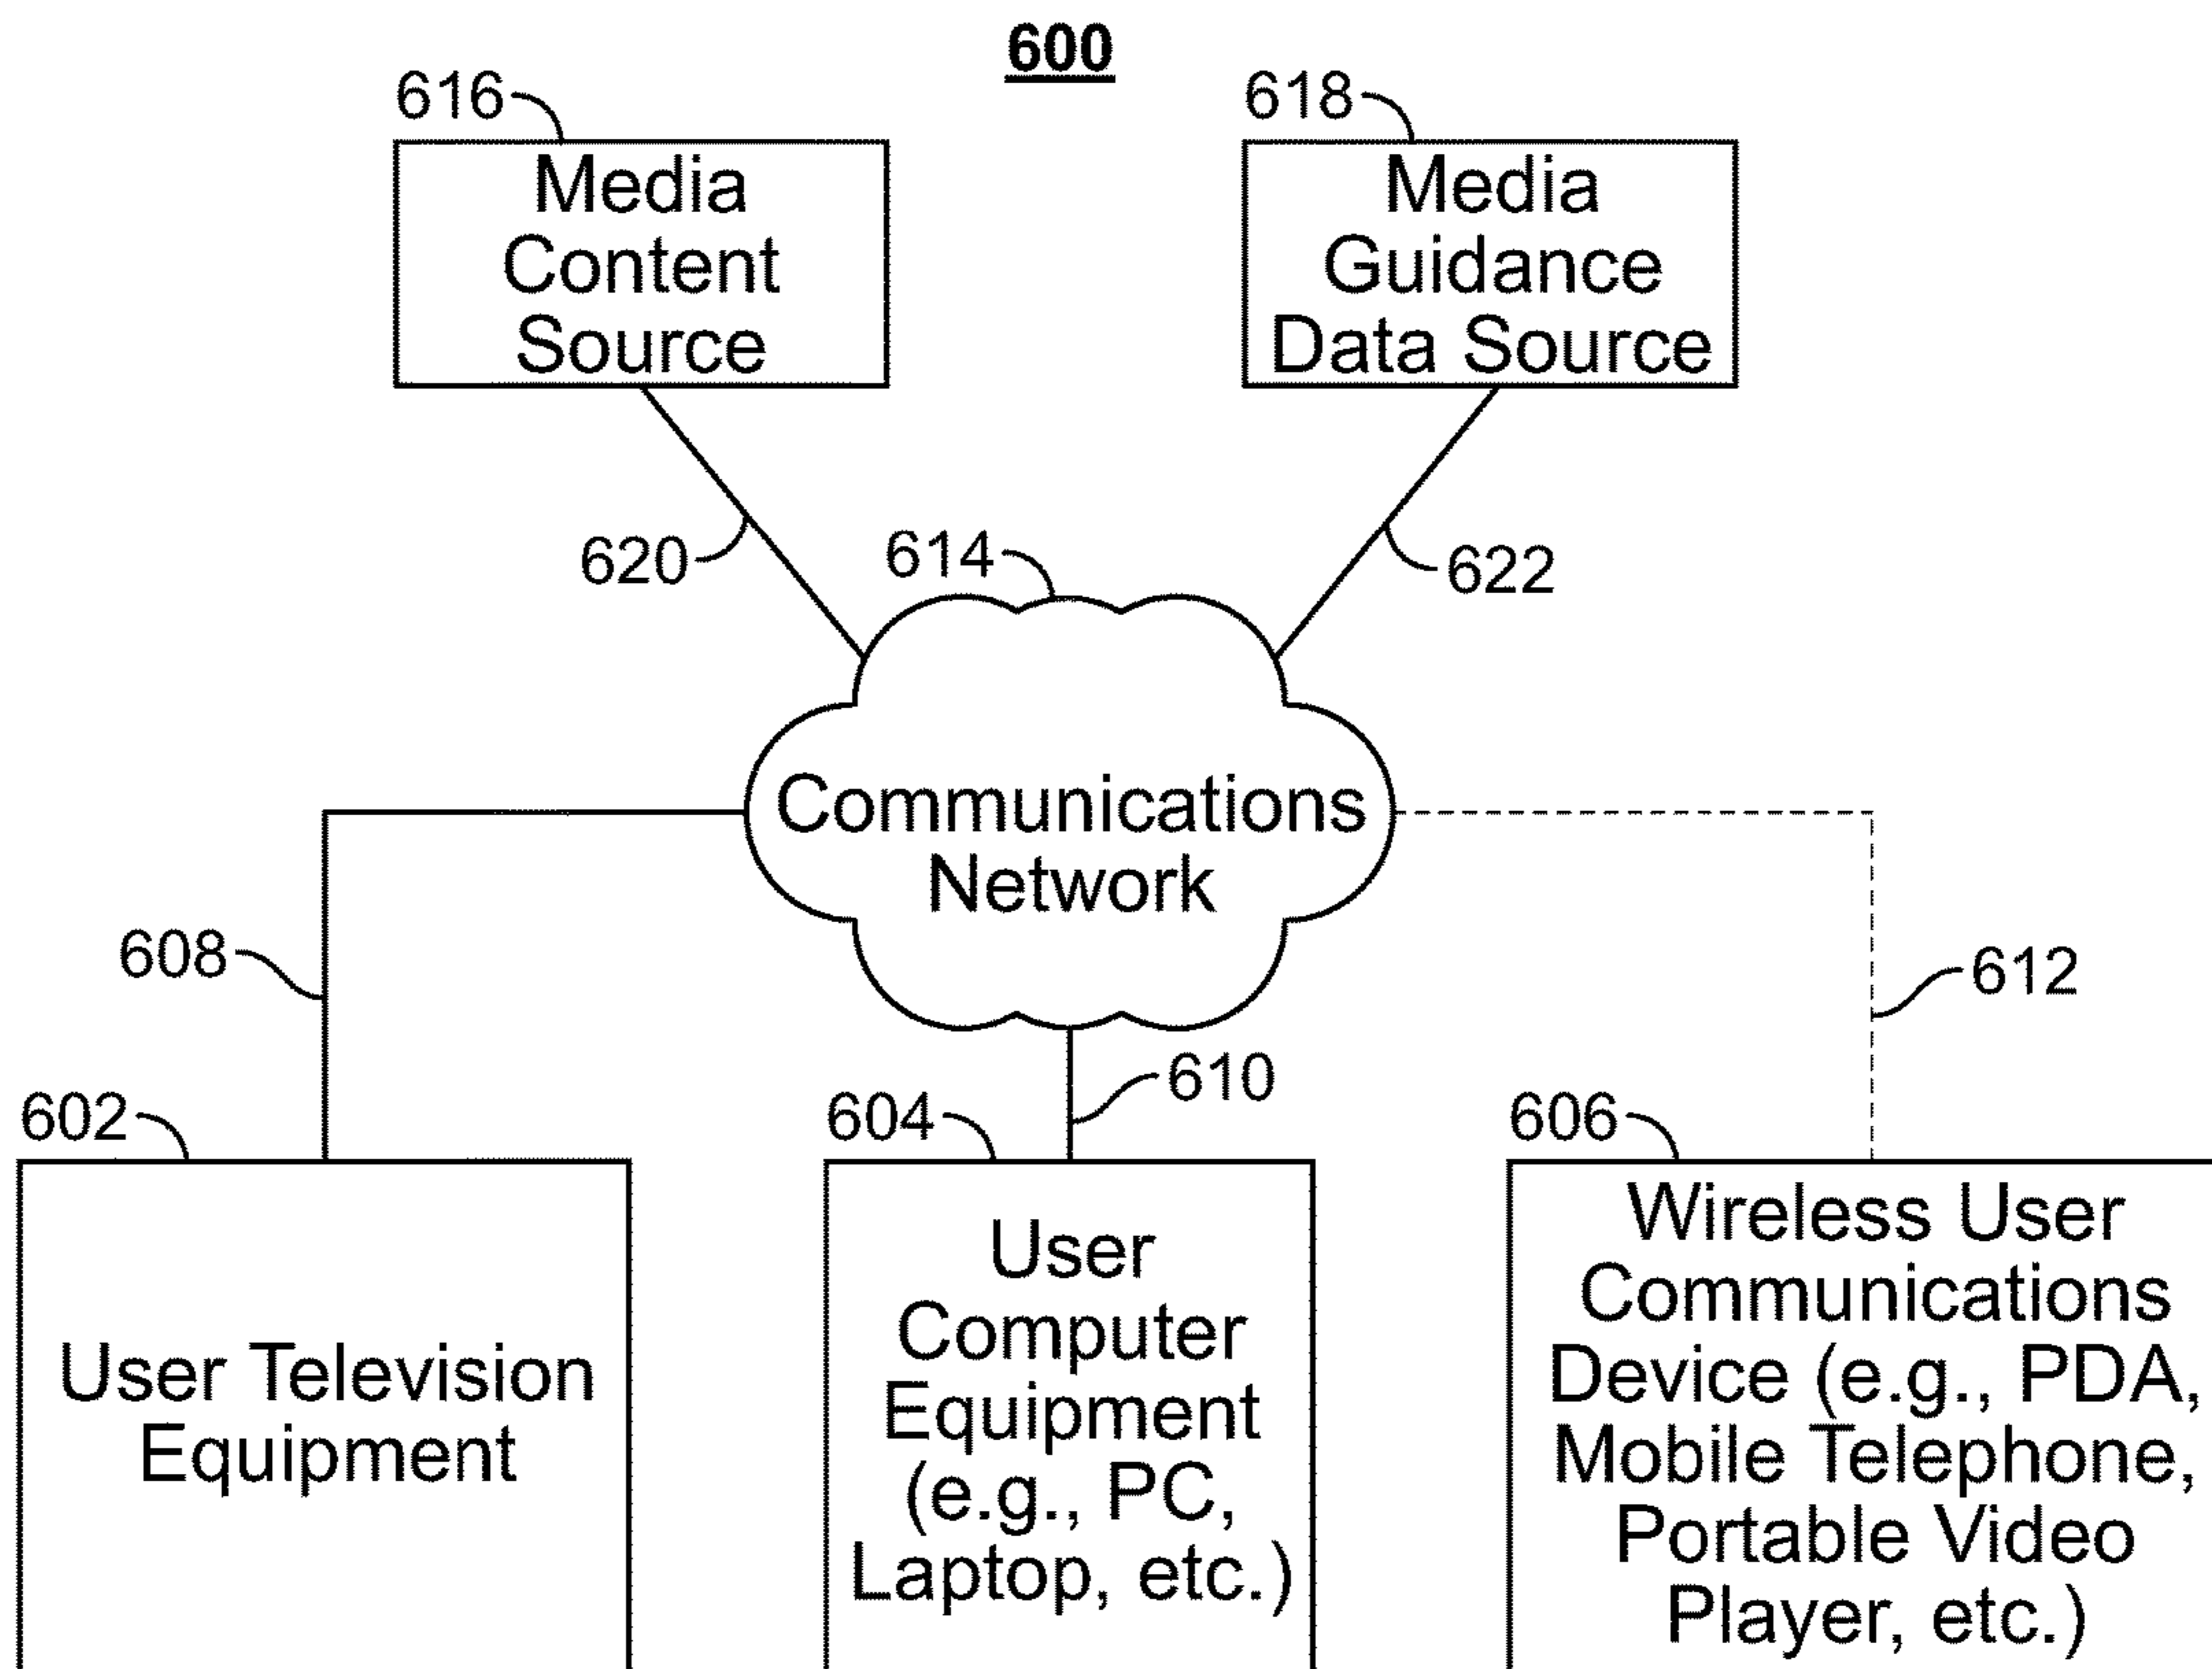 600
616
618
Media
Content
Source
Media
Guidance
Data Source
620
614
622
Communications
Network
608
612
610
602
604
606
User Television
Equipment
User
Computer
Equipment
(e.g., PC,
Laptop, etc.)
Wireless User
Communications
Device (e.g., PDA,
Mobile Telephone,
Portable Video
Player, etc.)